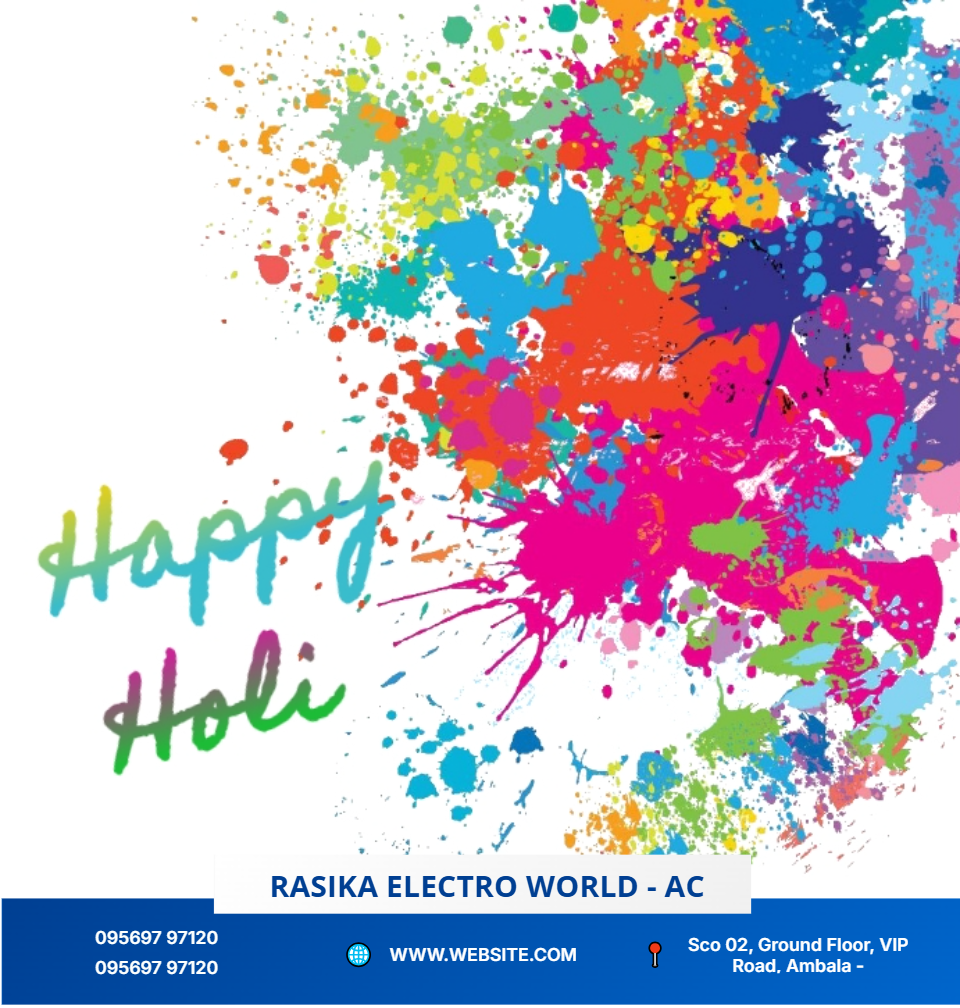 Happy
Holi
RASIKA ELECTRO WORLD - AC
095697 97120
095697 97120
WWW.WEBSITE.COM
Sco 02, Ground Floor, VIP
Road, Ambala -